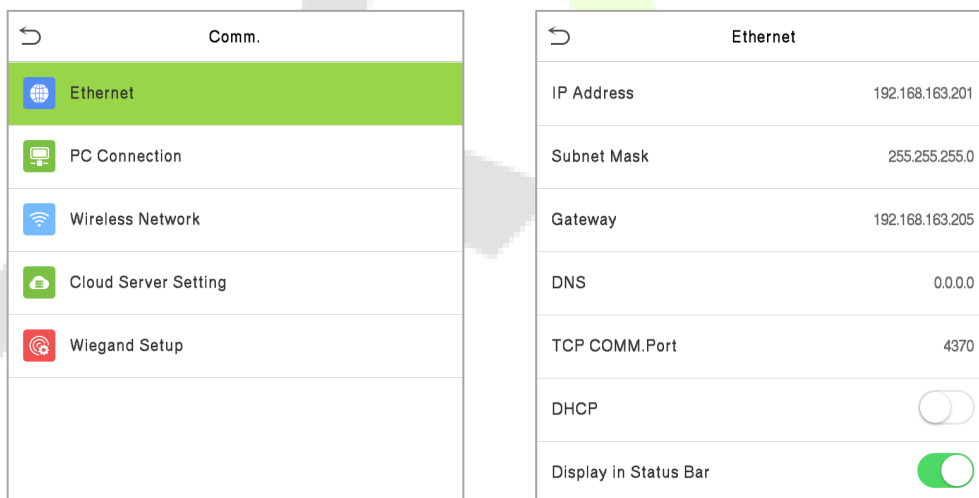 Comm.
Ethernet
PC Connection
Wireless Network
Cloud Server Setting
Wiegand Setup
Ethernet
IP Address 192.168.163.201
Subnet Mask 255.255.255.0
Gateway 192.168.163.205
DNS 0.0.0.0
TCP COMM.Port 4370
DHCP
Display in Status Bar